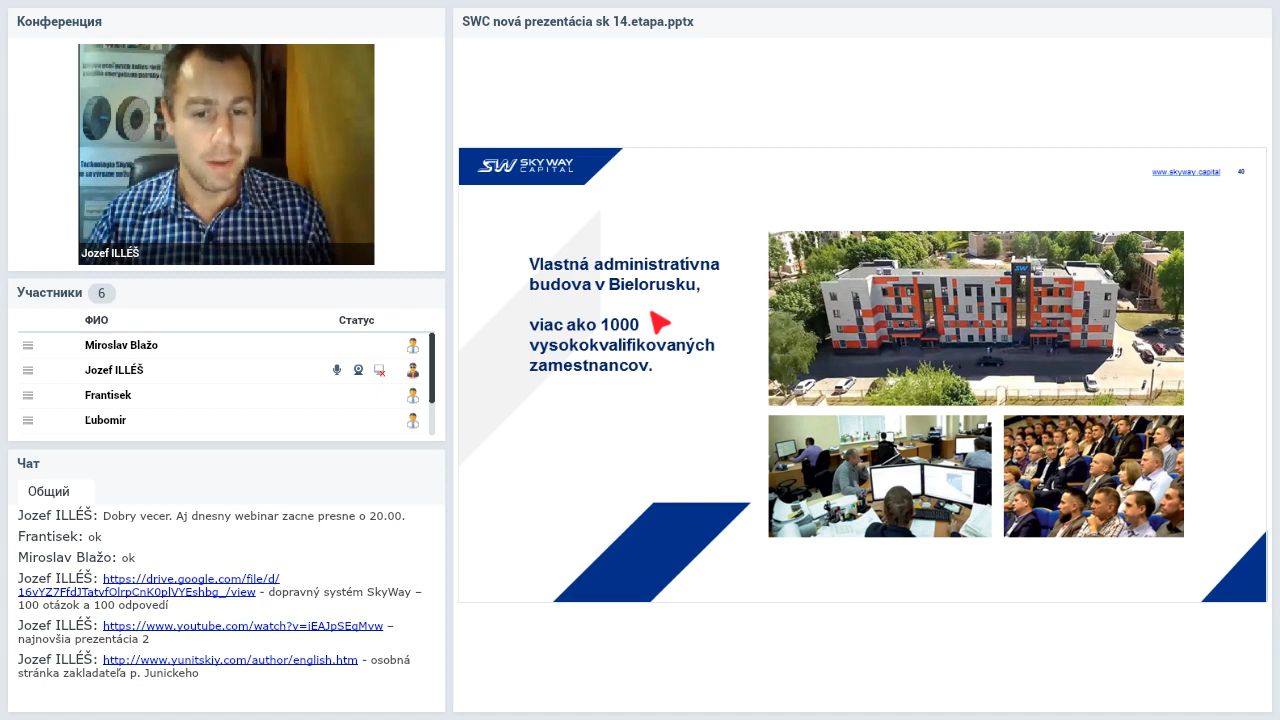 Конференция
Jozef ILLÉŠ
Участники 6
ФИО Статус
Miroslav Blažo
Jozef ILLÉŠ
Frantisek
Ľubomir
Чат
Общий
Jozef ILLÉŠ: Dobry vecer. Aj dnesny webinar zacne presne o 20.00.
Frantisek: ok
Miroslav Blažo: ok
Jozef ILLÉŠ: https://drive.google.com/file/d/
16vYZ7FfdJTatvfOlrpCnK0plVYEshbg_/view - dopravný systém SkyWay –
100 otázok a 100 odpovedí
Jozef ILLÉŠ: https://www.youtube.com/watch?v=iEAJpSEqMvw –
najnovšia prezentácia 2
Jozef ILLÉŠ: http://www.yunitskiy.com/author/english.htm - osobná
stránka zakladateľa p. Junickeho
SWC nová prezentácia sk 14.etapa.pptx
SW SKY WAY
CAPITAL
www.skyway.capital 40
Vlastná administratívna
budova v Bielorusku,
viac ako 1000
vysokokvalifikovaných
zamestnancov.
SW